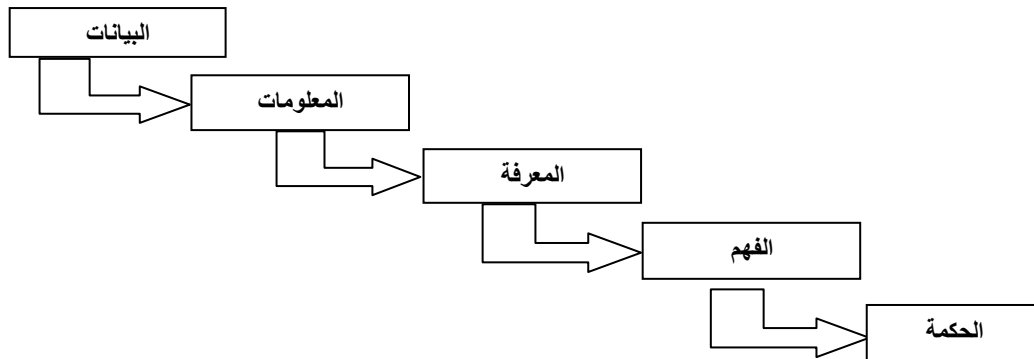 البيانات
المعلومات
المعرفة
الفهم
الحكمة